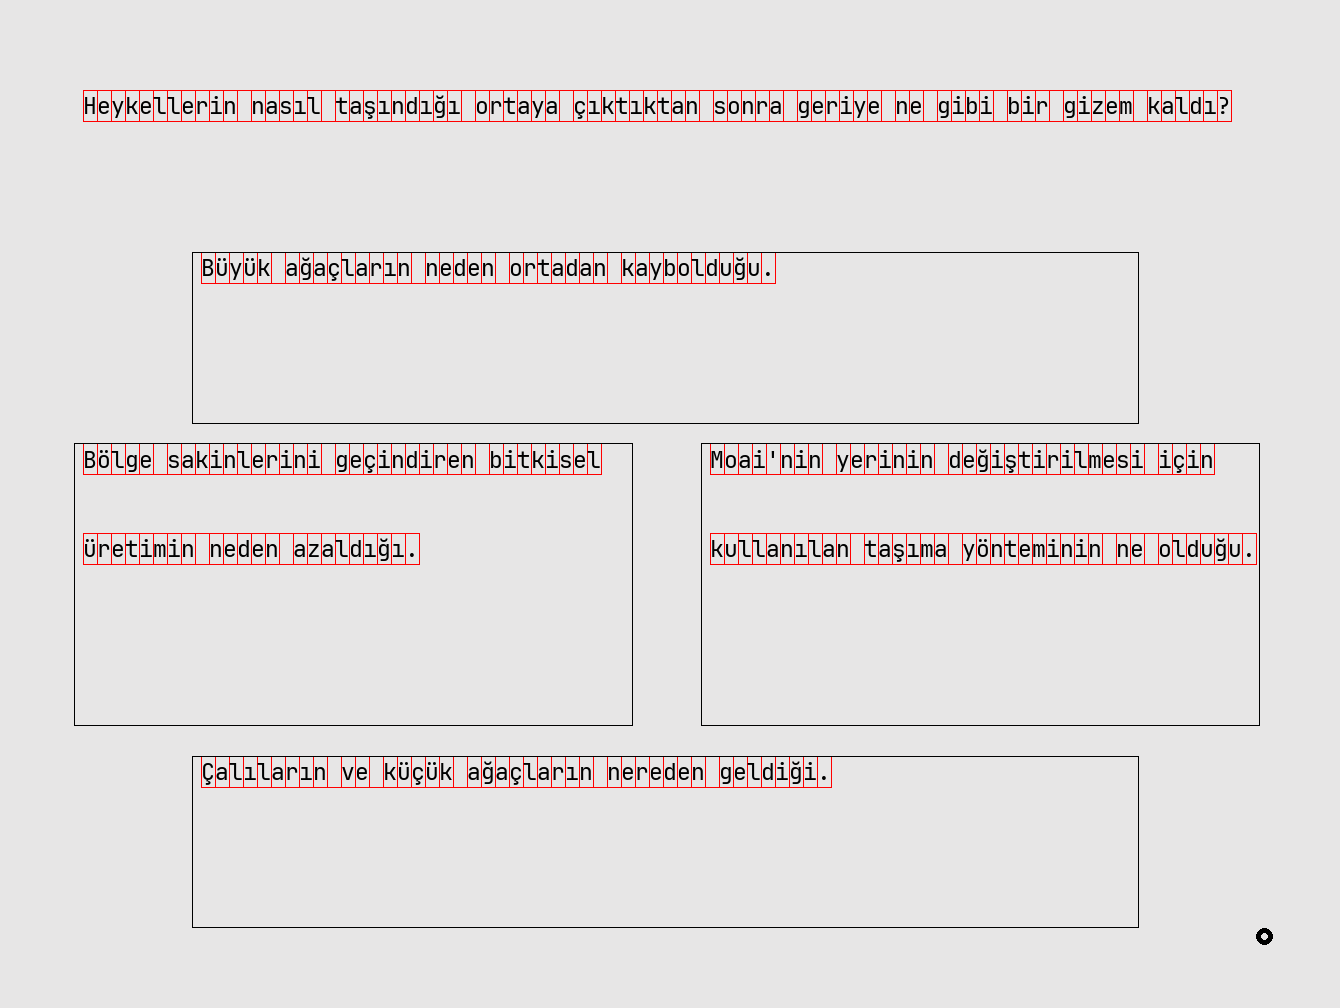 Heykellerin nasıl taşındığı ortaya çıktıktan sonra geriye ne gibi bir gizem kaldı?
Büyük ağaçların neden ortadan kaybolduğu.
Bölge sakinlerini geçindiren bitkisel
üretimin neden azaldığı.
Moai'nin yerinin değiştirilmesi için
kullanılan taşıma yönteminin ne olduğu.
Çalıların ve küçük ağaçların nereden geldiği.